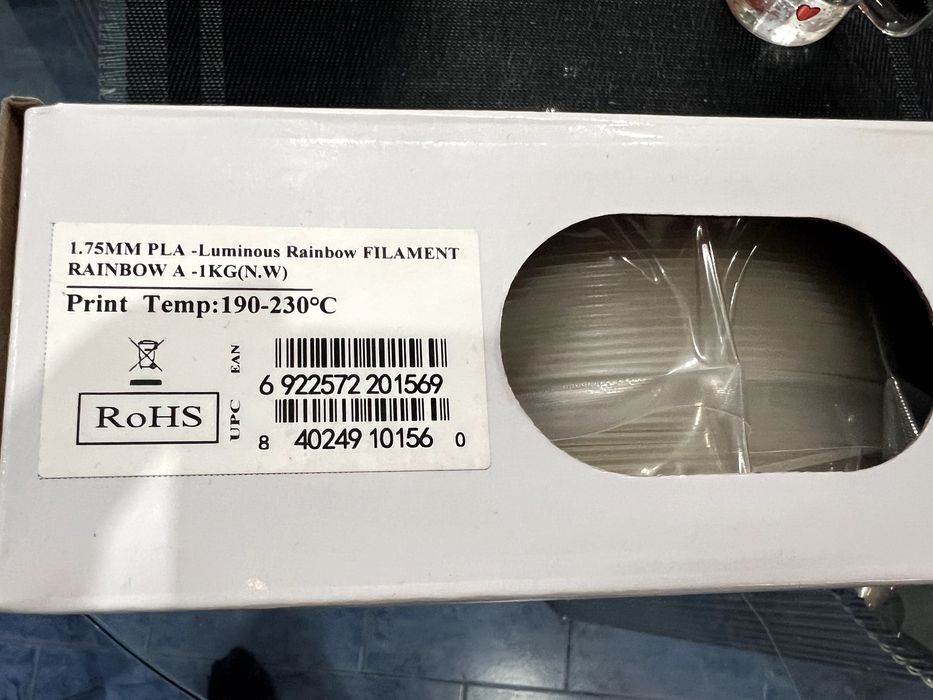 1.75MM PLA -Luminous Rainbow FILAMENT
RAINBOW A -1KG(N.W)
Print Temp:190-230°C
EAN
6 922572 201569
RoHS
UPC
8 40249 10156 0